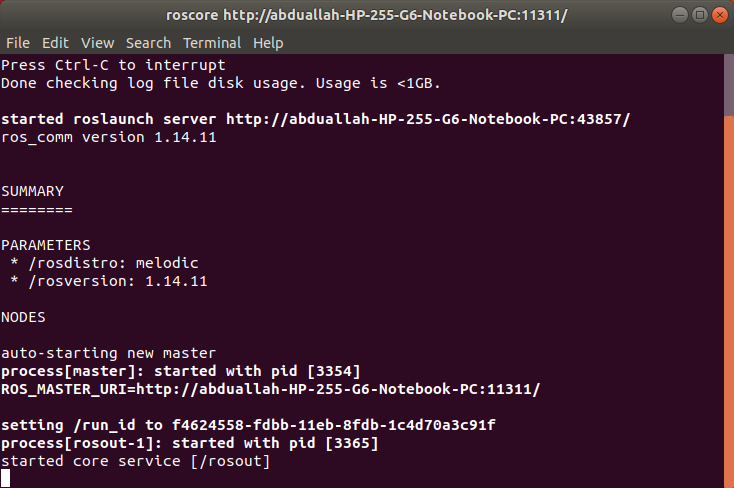 roscore http://abduallah-HP-255-G6-Notebook-PC:11311/
File Edit View Search Terminal Help
Press Ctrl-C to interrupt
Done checking log file disk usage. Usage is <1GB.
started roslaunch server http://abduallah-HP-255-G6-Notebook-PC:43857/
ros_comm version 1.14.11
SUMMARY
========
PARAMETERS
 * /rosdistro: melodic
 * /rosversion: 1.14.11
NODES
auto-starting new master
process[master]: started with pid [3354]
ROS_MASTER_URI=http://abduallah-HP-255-G6-Notebook-PC:11311/
setting /run_id to f4624558-fdbb-11eb-8fdb-1c4d70a3c91f
process[rosout-1]: started with pid [3365]
started core service [/rosout]